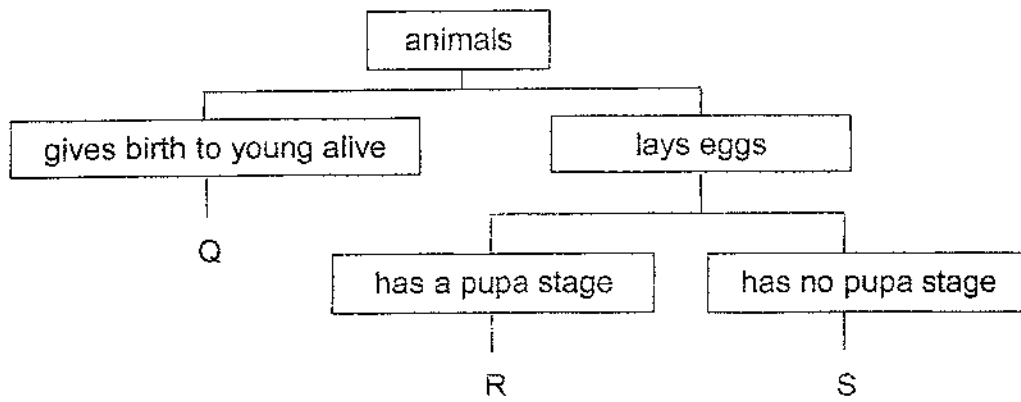 animals
gives birth to young alive
lays eggs
Q
has a pupa stage
has no pupa stage
R
S